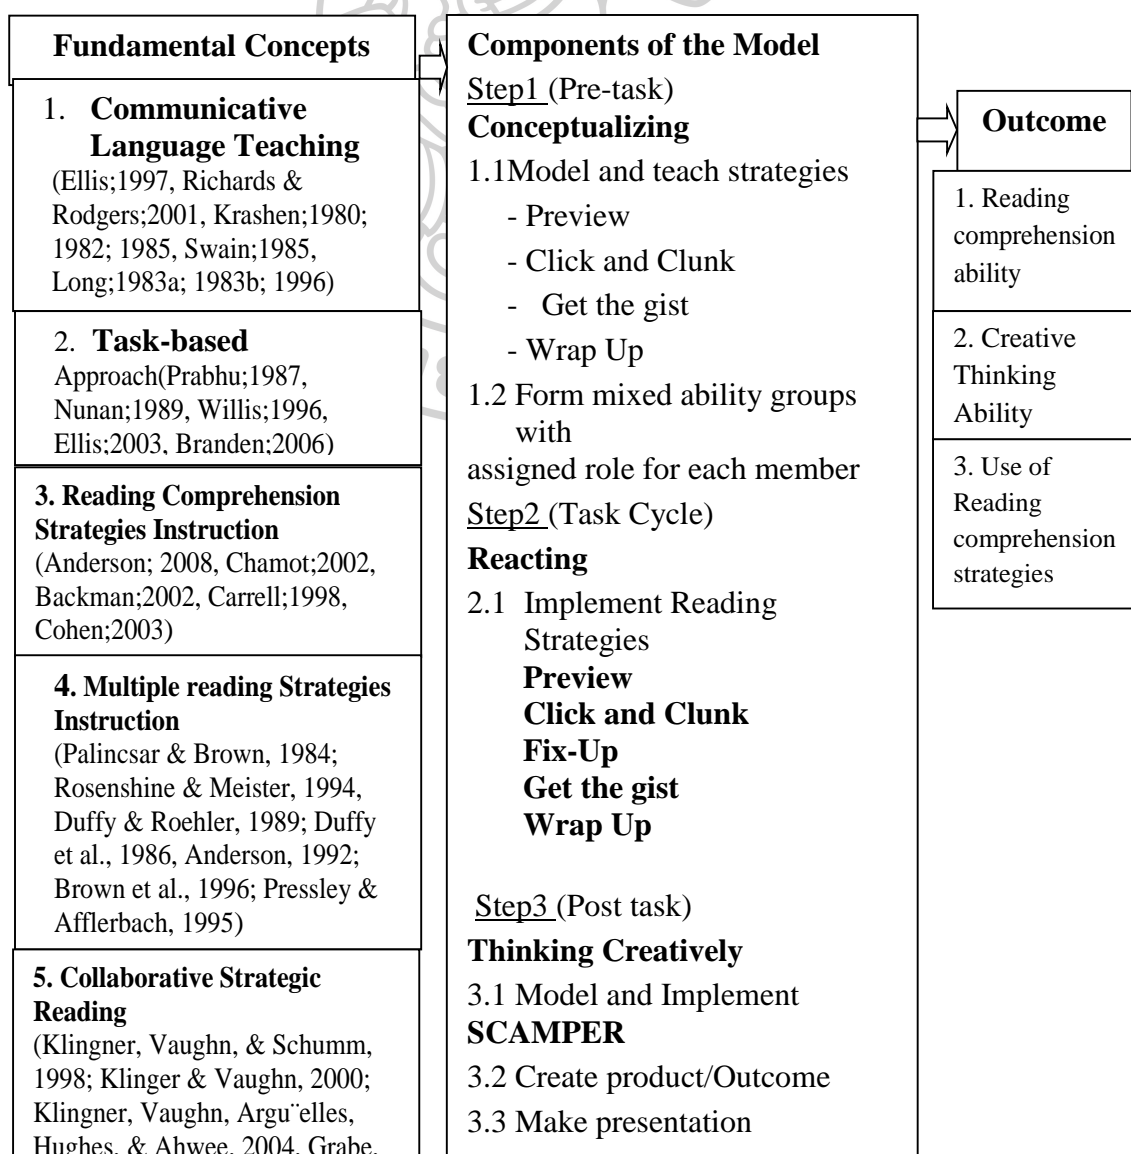 Fundamental Concepts
1. Communicative
Language Teaching
(Ellis;1997, Richards &
Rodgers;2001, Krashen;1980;
1982; 1985, Swain;1985,
Long;1983a; 1983b; 1996)
2. Task-based
Approach(Prabhu;1987,
Nunan;1989, Willis;1996,
Ellis;2003, Branden;2006)
3. Reading Comprehension
Strategies Instruction
(Anderson; 2008, Chamot;2002,
Backman;2002, Carrell;1998,
Cohen;2003)
4. Multiple reading Strategies
Instruction
(Palincsar & Brown, 1984;
Rosenshine & Meister, 1994,
Duffy & Roehler, 1989; Duffy
et al., 1986, Anderson, 1992;
Brown et al., 1996; Pressley &
Afflerbach, 1995)
5. Collaborative Strategic
Reading
(Klingner, Vaughn, & Schumm,
1998; Klinger & Vaughn, 2000;
Klingner, Vaughn, Argu¨elles,
Hughes, & Ahwee, 2004, Grabe,
Components of the Model
Step1 (Pre-task)
Conceptualizing
1.1Model and teach strategies
- Preview
- Click and Clunk
- Get the gist
- Wrap Up
1.2 Form mixed ability groups
with
assigned role for each member
Step2 (Task Cycle)
Reacting
2.1 Implement Reading
Strategies
Preview
Click and Clunk
Fix-Up
Get the gist
Wrap Up
Step3 (Post task)
Thinking Creatively
3.1 Model and Implement
SCAMPER
3.2 Create product/Outcome
3.3 Make presentation
Outcome
1. Reading
comprehension
ability
2. Creative
Thinking
Ability
3. Use of
Reading
comprehension
strategies